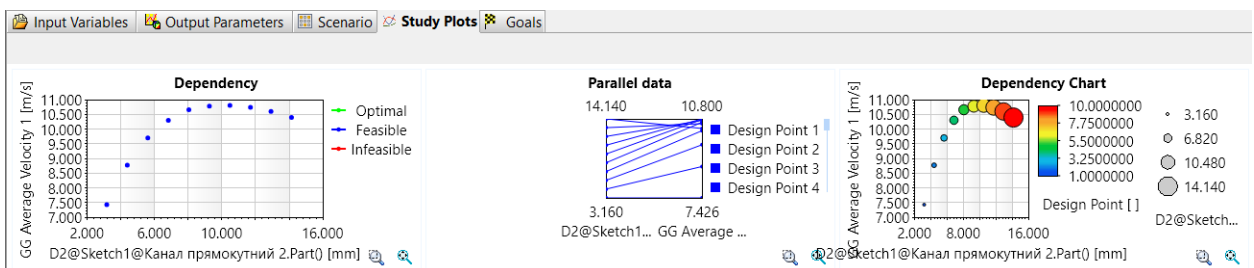 Input Variables Output Parameters Scenario Study Plots Goals
Dependency
GG Average Velocity 1 [m/s]
11.000
10.500
10.000
9.500
9.000
8.500
8.000
7.500
7.000
2.000 6.000 10.000 16.000
D2@Sketch1@Канал прямокутний 2.Part() [mm]
Optimal
Feasible
Infeasible
Parallel data
14.140 10.800
3.160 7.426
D2@Sketch1... GG Average ...
Design Point 1
Design Point 2
Design Point 3
Design Point 4
Dependency Chart
GG Average Velocity 1 [m/s]
11.000
10.500
10.000
9.500
9.000
8.500
8.000
7.500
7.000
2.000 8.000 16.000
D2@Sketch1@Канал прямокутний 2.Part() [mm]
10.0000000
7.7500000
5.5000000
3.2500000
1.0000000
Design Point [ ]
3.160
6.820
10.480
14.140
D2@Sketch...